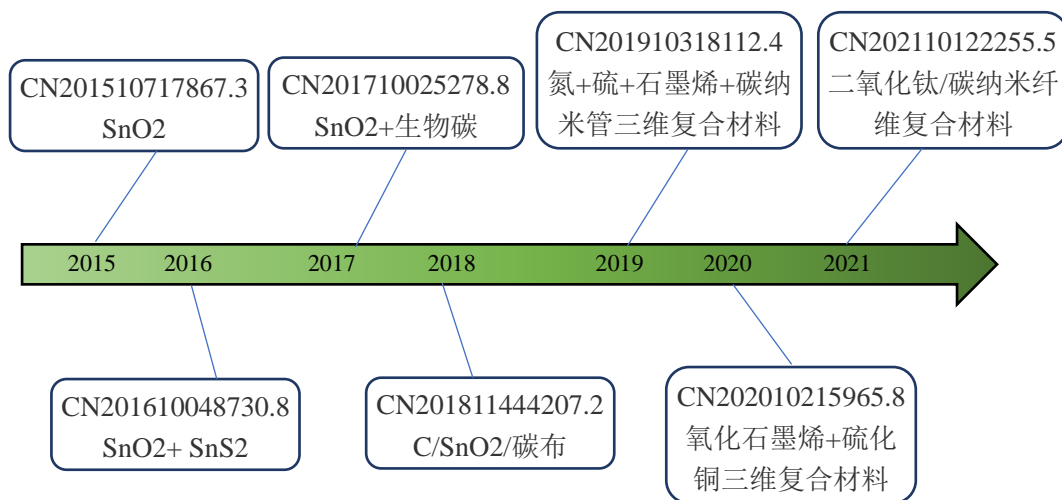 CN201510717867.3
SnO2
CN201710025278.8
SnO2+生物碳
CN201910318112.4
氮+硫+石墨烯+碳纳
米管三维复合材料
CN202110122255.5
二氧化钛/碳纳米纤
维复合材料
2015
2016
2017
2018
2019
2020
2021
CN201610048730.8
SnO2+ SnS2
CN201811444207.2
C/SnO2/碳布
CN202010215965.8
氧化石墨烯+硫化
铜三维复合材料